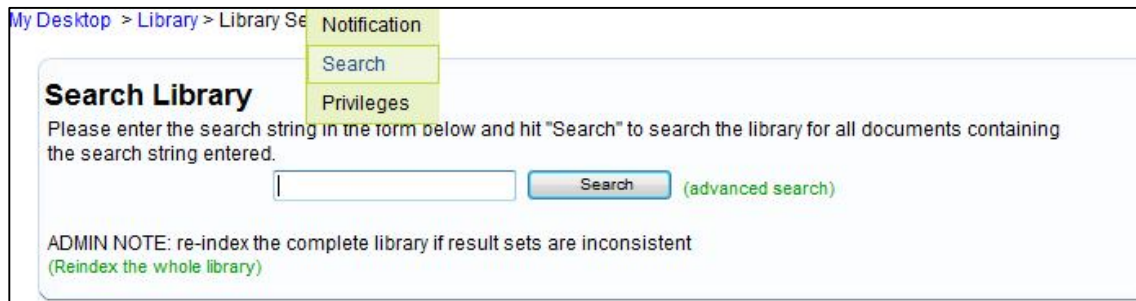 My Desktop > Library > Library Se
Notification
Search
Privileges
Search Library
Please enter the search string in the form below and hit "Search" to search the library for all documents containing
the search string entered.
Search (advanced search)
ADMIN NOTE: re-index the complete library if result sets are inconsistent
(Reindex the whole library)